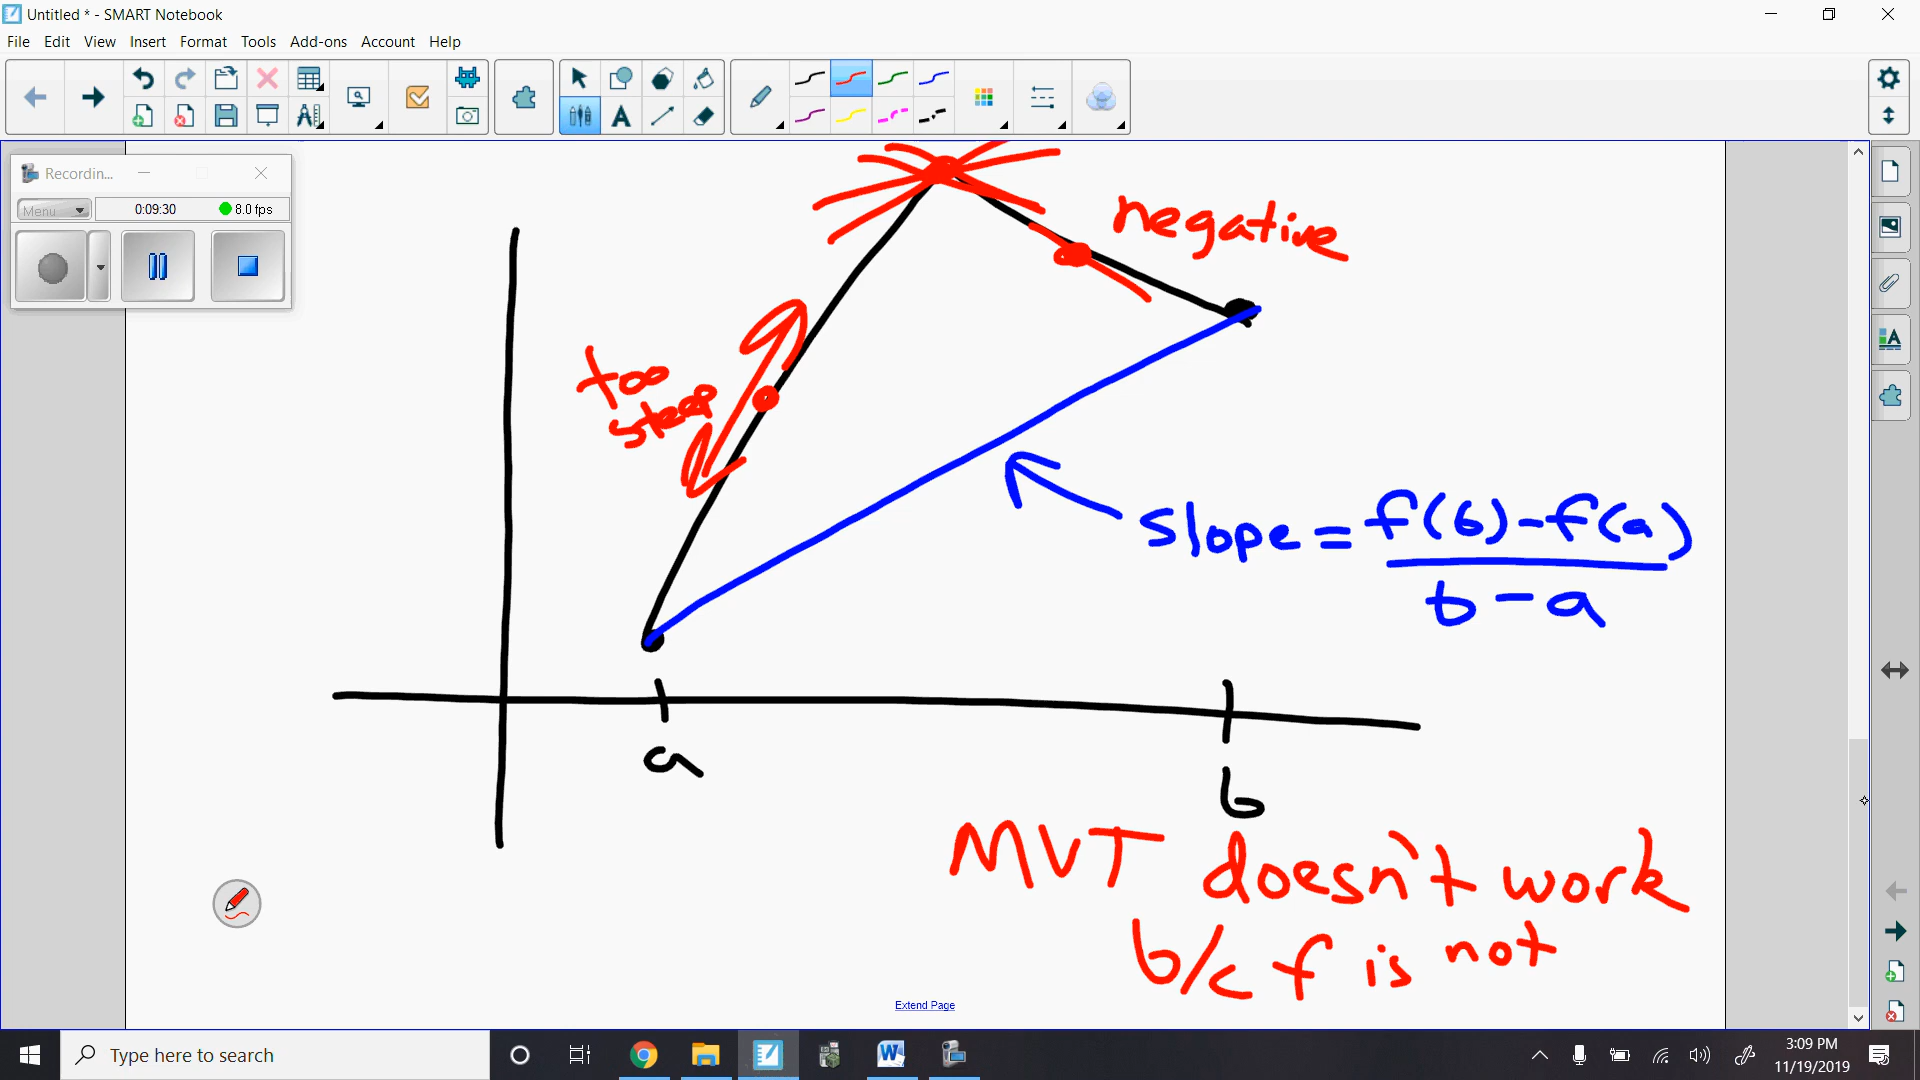 Untitled * - SMART Notebook
File Edit View Insert Format Tools Add-ons Account Help
Recordin...
Menu 0:09:30 8.0 fps
negative
too
steep
slope = f(b)-f(a)
b-a
a
b
MVT doesn't work
b/c f is not
Extend Page
Type here to search
3:09 PM
11/19/2019